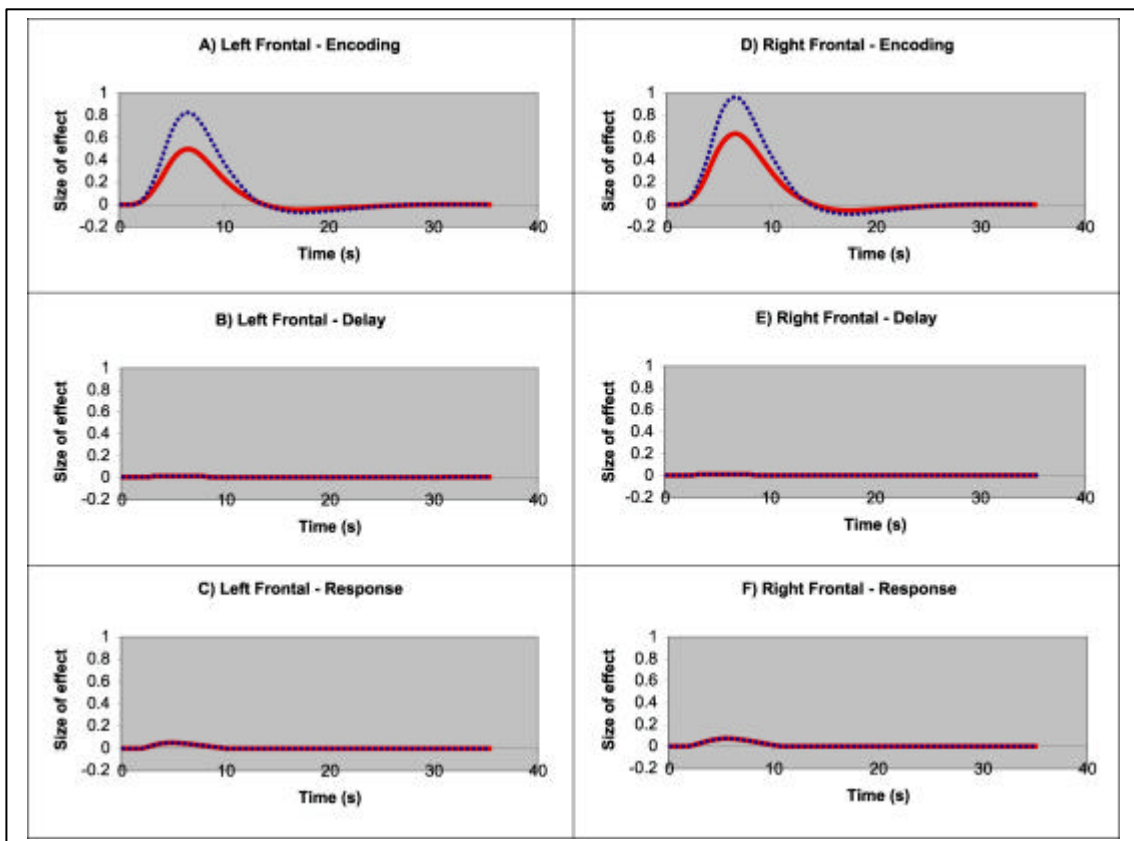 A) Left Frontal - Encoding
Size of effect
1
0.8
0.6
0.4
0.2
0
-0.2
0 10 20 30 40
Time (s)
D) Right Frontal - Encoding
Size of effect
1
0.8
0.6
0.4
0.2
0
-0.2
0 10 20 30 40
Time (s)
B) Left Frontal - Delay
Size of effect
1
0.8
0.6
0.4
0.2
0
-0.2
0 10 20 30 40
Time (s)
E) Right Frontal - Delay
Size of effect
1
0.8
0.6
0.4
0.2
0
-0.2
0 10 20 30 40
Time (s)
C) Left Frontal - Response
Size of effect
1
0.8
0.6
0.4
0.2
0
-0.2
0 10 20 30 40
Time (s)
F) Right Frontal - Response
Size of effect
1
0.8
0.6
0.4
0.2
0
-0.2
0 10 20 30 40
Time (s)